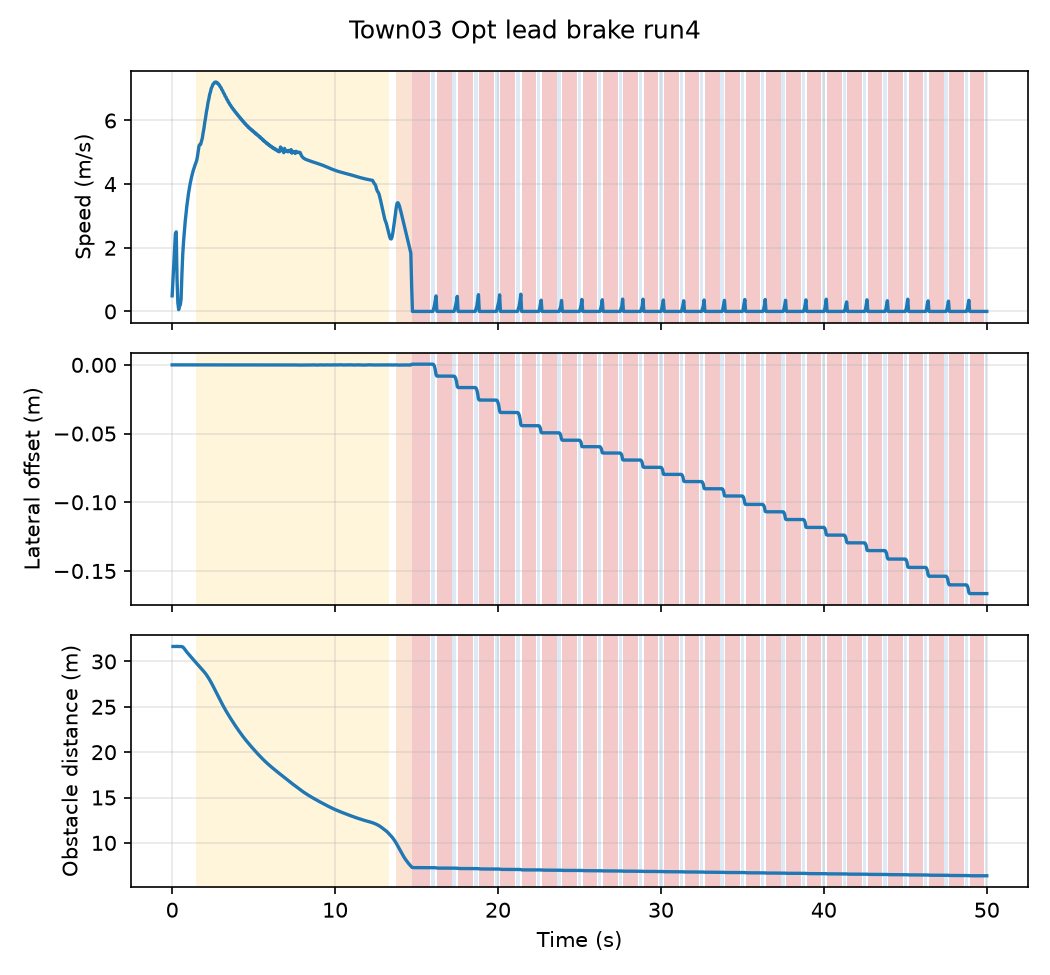 Town03 Opt lead brake run4
Speed (m/s)
6
4
2
0
Lateral offset (m)
0.00
−0.05
−0.10
−0.15
Obstacle distance (m)
30
25
20
15
10
0 10 20 30 40 50
Time (s)